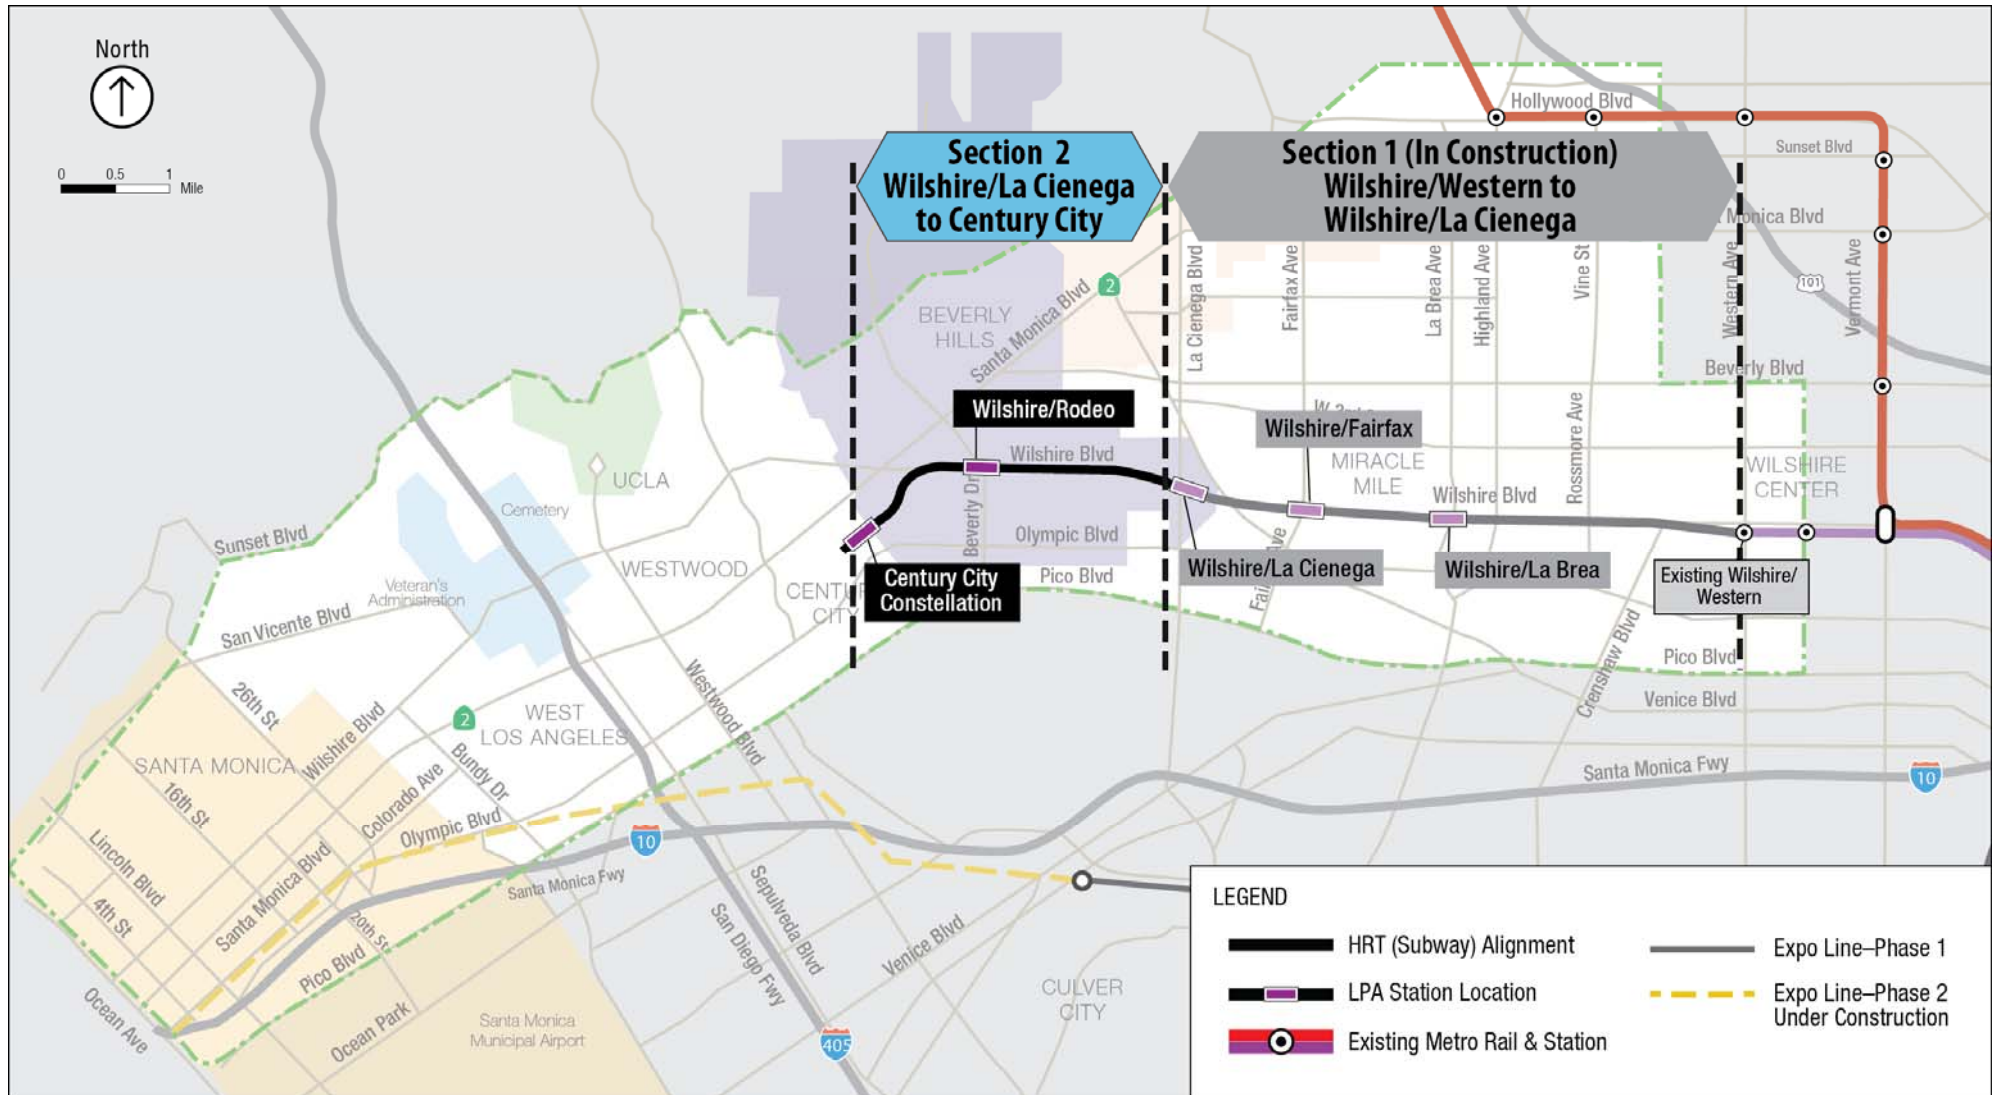 North
0 0.5 1
Mile
Section 2
Wilshire/La Cienega
to Century City
Section 1 (In Construction)
Wilshire/Western to
Wilshire/La Cienega
Hollywood Blvd
Sunset Blvd
Monica Blvd
101
Vermont Ave
Western Ave
Vine St
Highland Ave
La Brea Ave
Fairfax Ave
La Cienega Blvd
2
Santa Monica Blvd
BEVERLY
HILLS
Beverly Blvd
Wilshire/Rodeo
Wilshire/Fairfax
Wilshire Blvd
MIRACLE
MILE
Rossmore Ave
Wilshire Blvd
WILSHIRE
CENTER
UCLA
Cemetery
Beverly Dr
Olympic Blvd
Sunset Blvd
WESTWOOD
Veteran's
Administration
CENTURY
CITY
Century City
Constellation
Pico Blvd
Wilshire/La Cienega
Wilshire/La Brea
Existing Wilshire/
Western
San Vicente Blvd
Crenshaw Blvd
Pico Blvd
Venice Blvd
26th St
Wilshire Blvd
2
WEST
LOS ANGELES
Westwood Blvd
Bundy Dr
SANTA MONICA
16th St
Colorado Ave
Olympic Blvd
10
Santa Monica Fwy
10
Lincoln Blvd
Santa Monica Blvd
Santa Monica Fwy
4th St
20th St
Pico Blvd
Sepulveda Blvd
San Diego Fwy
Venice Blvd
CULVER
CITY
Ocean Ave
Ocean Park
Santa Monica
Municipal Airport
405
LEGEND
HRT (Subway) Alignment
LPA Station Location
Existing Metro Rail & Station
Expo Line–Phase 1
Expo Line–Phase 2
Under Construction